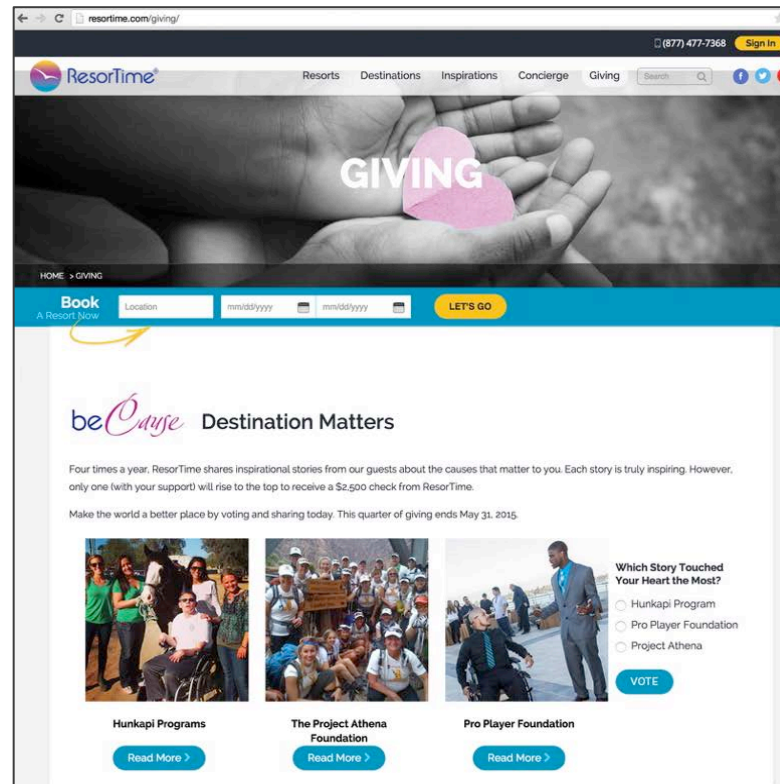 resortime.com/giving/
(877) 477-7368 Sign In
ResorTime®
Resorts Destinations Inspirations Concierge Giving Search
GIVING
HOME > GIVING
Book
A Resort Now
Location mm/dd/yyyy mm/dd/yyyy LET'S GO
beCause Destination Matters
Four times a year, ResorTime shares inspirational stories from our guests about the causes that matter to you. Each story is truly inspiring. However,
only one (with your support) will rise to the top to receive a $2,500 check from ResorTime.
Make the world a better place by voting and sharing today. This quarter of giving ends May 31, 2015.
Which Story Touched
Your Heart the Most?
Hunkapi Program
Pro Player Foundation
Project Athena
VOTE
Hunkapi Programs
The Project Athena
Foundation
Pro Player Foundation
Read More >
Read More >
Read More >